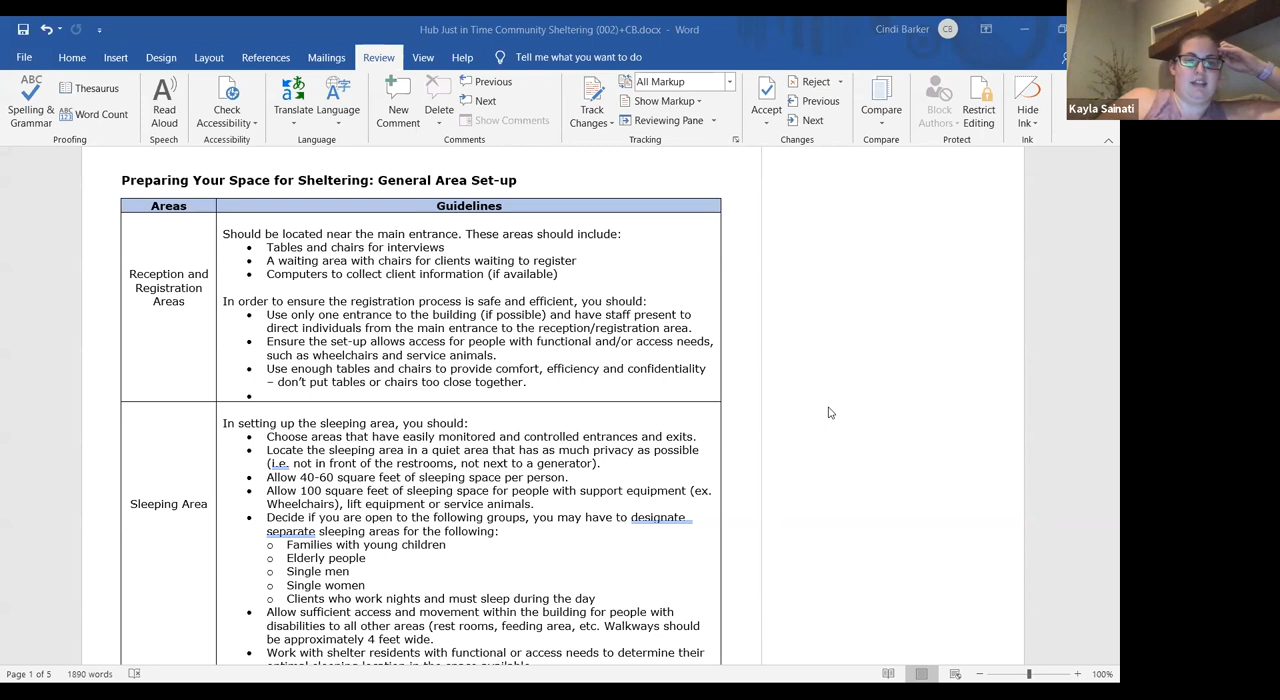 Hub Just in Time Community Sheltering (002)+CB.docx - Word
Cindi Barker
CB
File Home Insert Design Layout References Mailings Review View Help Tell me what you want to do
ABC
Spelling &
Grammar
Thesaurus
ABC
123
Word Count
Proofing
Read
Aloud
Speech
Check
Accessibility
Accessibility
Translate
Language
Language
New
Comment
Delete
Previous
Next
Show Comments
Comments
Track
Changes
All Markup
Show Markup
Reviewing Pane
Tracking
Accept
Reject
Previous
Next
Changes
Compare
Compare
Block
Authors
Restrict
Editing
Protect
Hide
Ink
Ink
Kayla Sainati
Preparing Your Space for Sheltering: General Area Set-up
Areas
Guidelines
Reception and
Registration
Areas
Should be located near the main entrance. These areas should include:
• Tables and chairs for interviews
• A waiting area with chairs for clients waiting to register
• Computers to collect client information (if available)
In order to ensure the registration process is safe and efficient, you should:
• Use only one entrance to the building (if possible) and have staff present to
direct individuals from the main entrance to the reception/registration area.
• Ensure the set-up allows access for people with functional and/or access needs,
such as wheelchairs and service animals.
• Use enough tables and chairs to provide comfort, efficiency and confidentiality
– don't put tables or chairs too close together.
•
Sleeping Area
In setting up the sleeping area, you should:
• Choose areas that have easily monitored and controlled entrances and exits.
• Locate the sleeping area in a quiet area that has as much privacy as possible
(i.e. not in front of the restrooms, not next to a generator).
• Allow 40-60 square feet of sleeping space per person.
• Allow 100 square feet of sleeping space for people with support equipment (ex.
Wheelchairs), lift equipment or service animals.
• Decide if you are open to the following groups, you may have to designate
separate sleeping areas for the following:
o Families with young children
o Elderly people
o Single men
o Single women
o Clients who work nights and must sleep during the day
• Allow sufficient access and movement within the building for people with
disabilities to all other areas (rest rooms, feeding area, etc. Walkways should
be approximately 4 feet wide.
• Work with shelter residents with functional or access needs to determine their
Page 1 of 5
1890 words
100%